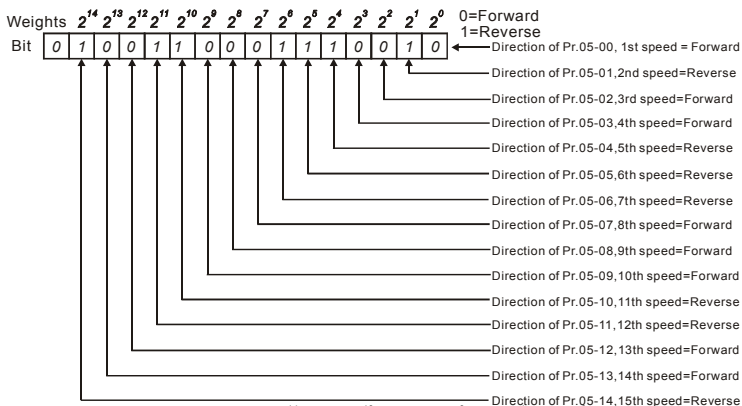 Weights 2^14 2^13 2^12 2^11 2^10 2^9 2^8 2^7 2^6 2^5 2^4 2^3 2^2 2^1 2^0 0=Forward
1=Reverse
Bit 0 1 0 0 1 1 0 0 0 1 1 1 0 0 1 0 Direction of Pr.05-00, 1st speed = Forward
Direction of Pr.05-01,2nd speed=Reverse
Direction of Pr.05-02,3rd speed=Forward
Direction of Pr.05-03,4th speed=Forward
Direction of Pr.05-04,5th speed=Reverse
Direction of Pr.05-05,6th speed=Reverse
Direction of Pr.05-06,7th speed=Reverse
Direction of Pr.05-07,8th speed=Forward
Direction of Pr.05-08,9th speed=Forward
Direction of Pr.05-09,10th speed=Forward
Direction of Pr.05-10,11th speed=Reverse
Direction of Pr.05-11,12th speed=Reverse
Direction of Pr.05-12,13th speed=Forward
Direction of Pr.05-13,14th speed=Forward
Direction of Pr.05-14,15th speed=Reverse